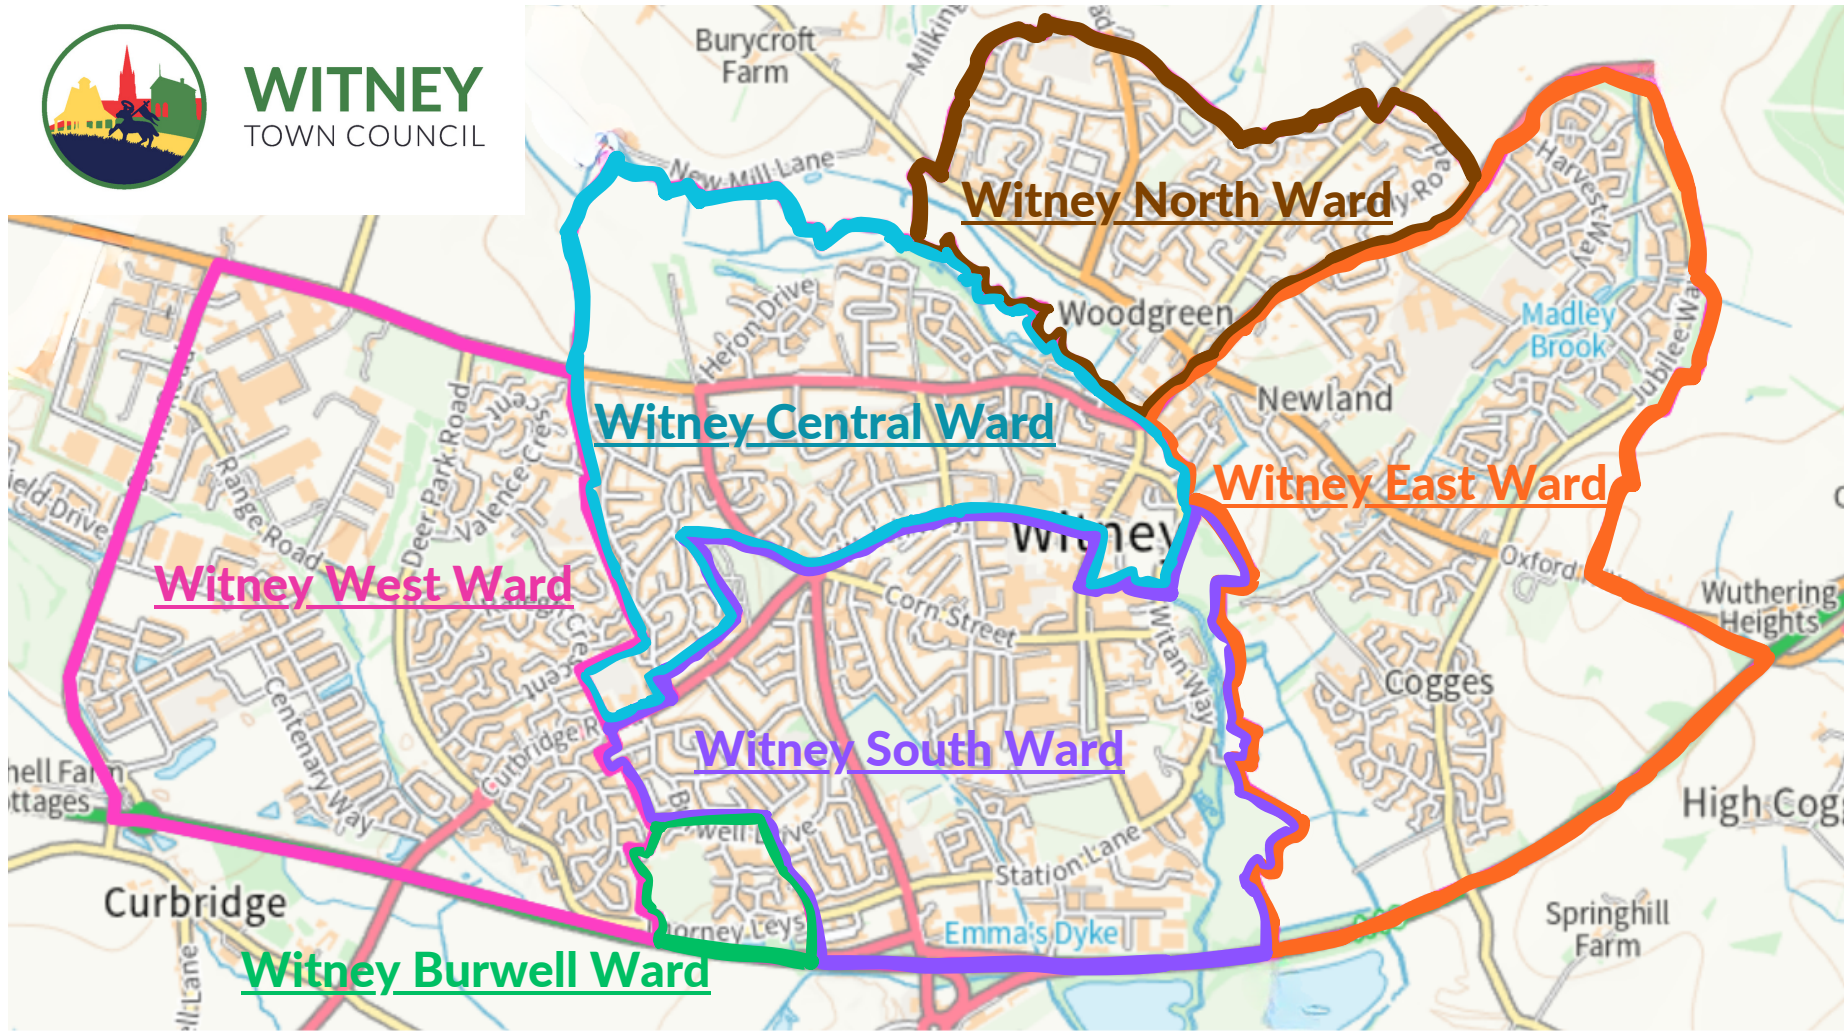 WITNEY
TOWN COUNCIL
Burycroft
Farm
New Mill Lane
Witney North Ward
Harvest Way
Heron Drive
Woodgreen
Madley
Brook
Jubilee Wa
Newland
Deer Park Road
Valence Cres
Range Road
Witney Central Ward
Witney East Ward
Witney
Oxford
Witney West Ward
Corn Street
Witan Way
Wuthering
Heights
Cogges
Centenary Way
Curbridge R
Witney South Ward
High Cogg
Station Lane
Curbridge
Emma's Dyke
Springhill
Farm
Witney Burwell Ward